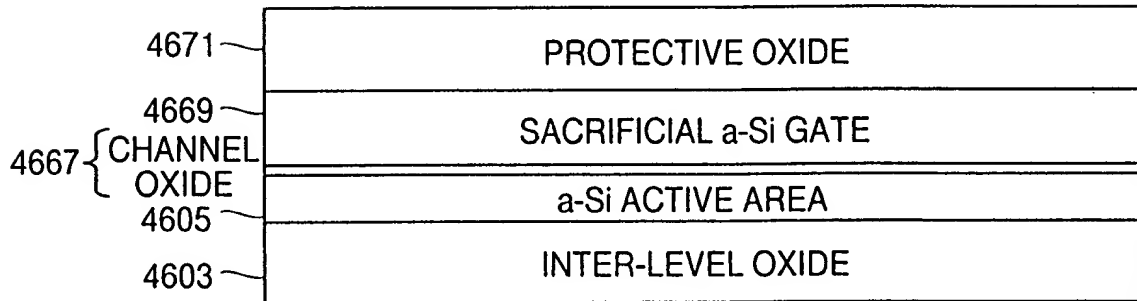 4671 PROTECTIVE OXIDE
4669 SACRIFICIAL a-Si GATE
4667 CHANNEL OXIDE
4605 a-Si ACTIVE AREA
4603 INTER-LEVEL OXIDE